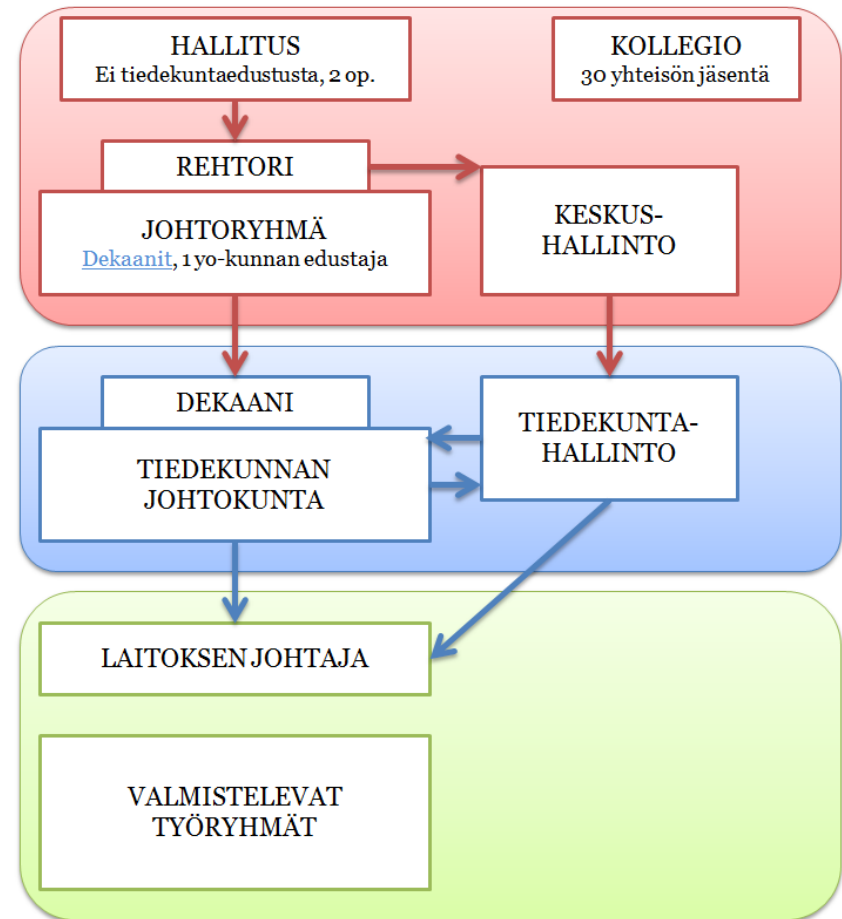 HALLITUS
Ei tiedekuntaedustusta, 2 op.
KOLLEGIO
30 yhteisön jäsentä
REHTORI
JOHTORYHMÄ
Dekaanit, 1 yo-kunnan edustaja
KESKUS-
HALLINTO
DEKAANI
TIEDEKUNNAN
JOHTOKUNTA
TIEDEKUNTA-
HALLINTO
LAITOKSEN JOHTAJA
VALMISTELEVAT
TYÖRYHMÄT